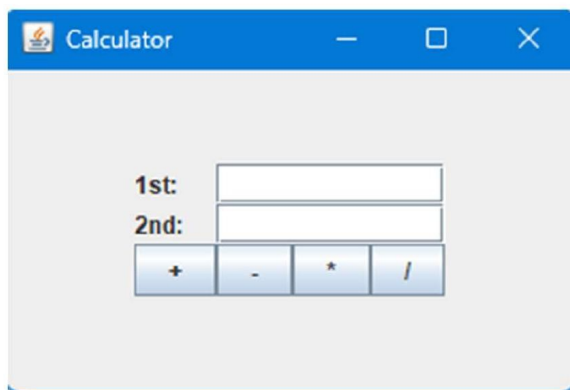 Calculator
1st:
2nd:
+ - * /